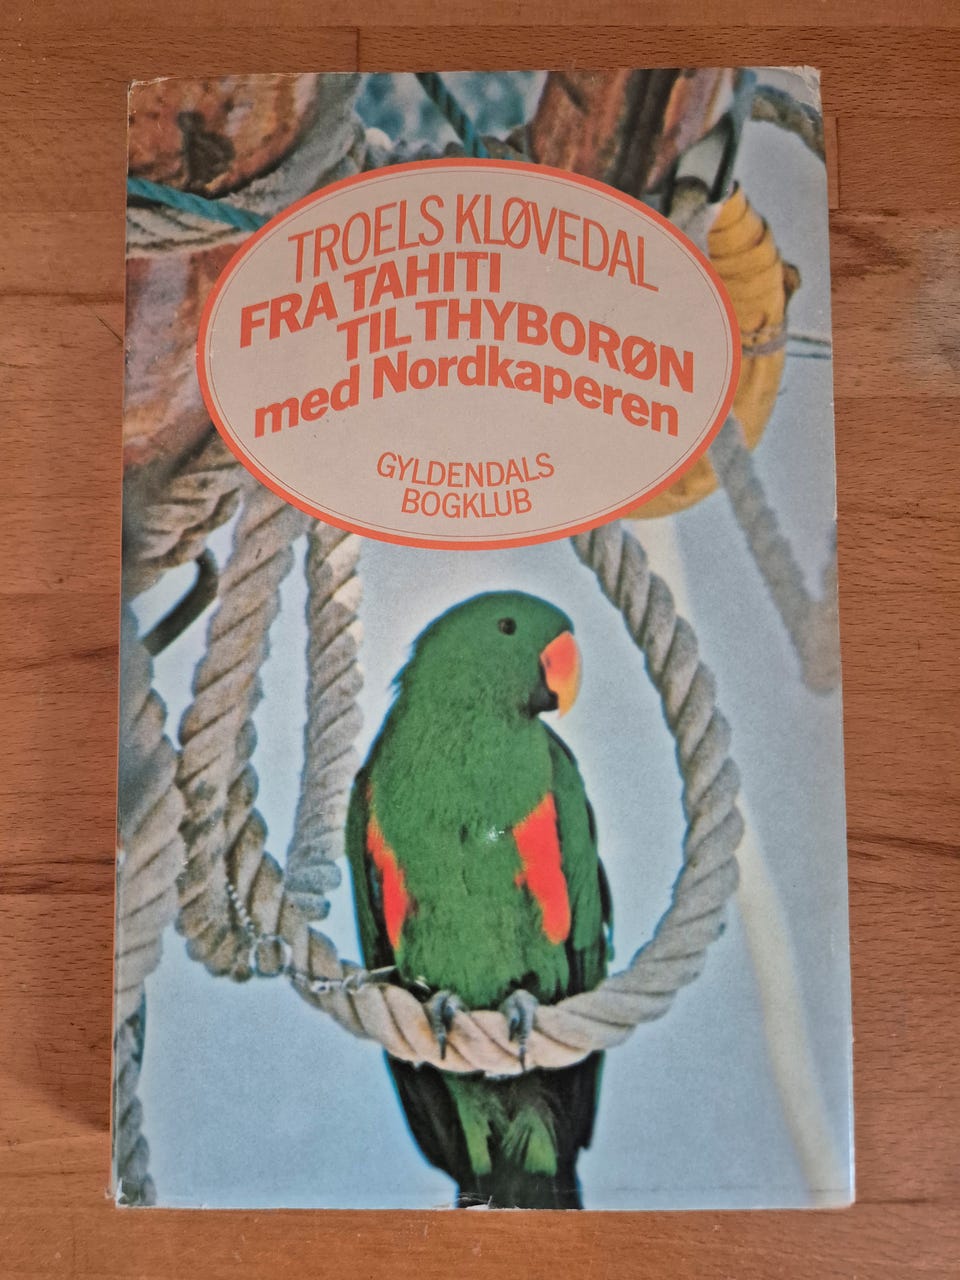 TROELS KLØVEDAL
FRA TAHITI
TIL THYBORØN
med Nordkaperen
GYLDENDALS
BOGKLUB